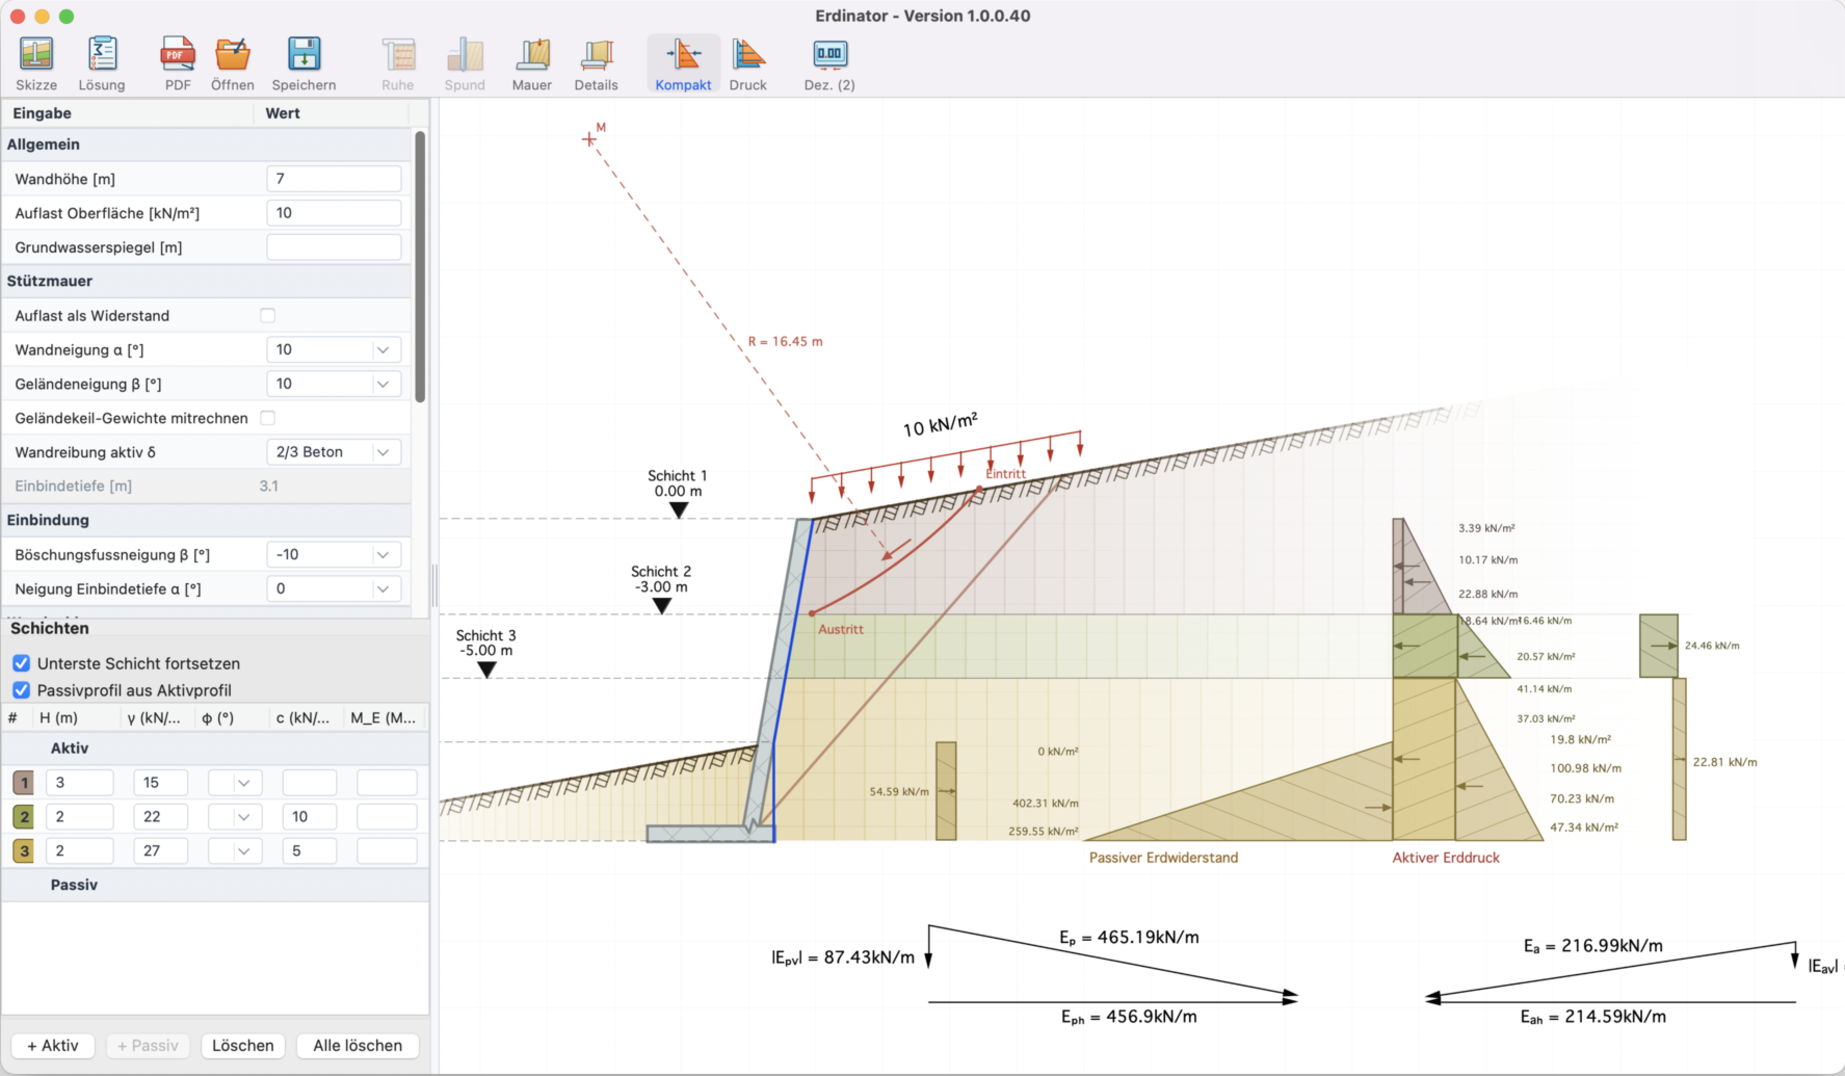 Erdinator - Version 1.0.0.40
Skizze
Lösung
PDF
PDF
Öffnen
Speichern
Ruhe
Spund
Mauer
Details
Kompakt
Druck
0.00
Dez. (2)
Eingabe Wert
Allgemein
Wandhöhe [m] 7
Auflast Oberfläche [kN/m²] 10
Grundwasserspiegel [m]
Stützmauer
Auflast als Widerstand
Wandneigung α [°] 10
Geländeneigung β [°] 10
Geländekeil-Gewichte mitrechnen
Wandreibung aktiv δ 2/3 Beton
Einbindetiefe [m] 3.1
Einbindung
Böschungsfussneigung β [°] -10
Neigung Einbindetiefe α [°] 0
Schichten
Unterste Schicht fortsetzen
Passivprofil aus Aktivprofil
# H (m) γ (kN/... ϕ (°) c (kN/... M_E (M...
Aktiv
1 3 15
2 2 22 10
3 2 27 5
Passiv
+ Aktiv
+ Passiv
Löschen
Alle löschen
M
R = 16.45 m
10 kN/m²
Eintritt
Austritt
Schicht 1
0.00 m
Schicht 2
-3.00 m
Schicht 3
-5.00 m
3.39 kN/m²
10.17 kN/m
22.88 kN/m
18.64 kN/m²
16.46 kN/m
20.57 kN/m²
41.14 kN/m
37.03 kN/m²
19.8 kN/m²
100.98 kN/m
70.23 kN/m
47.34 kN/m²
24.46 kN/m
22.81 kN/m
54.59 kN/m
0 kN/m²
402.31 kN/m
259.55 kN/m²
Passiver Erdwiderstand
Aktiver Erddruck
|Epv| = 87.43kN/m
Ep = 465.19kN/m
Eph = 456.9kN/m
Ea = 216.99kN/m
|Eav| =
Eah = 214.59kN/m